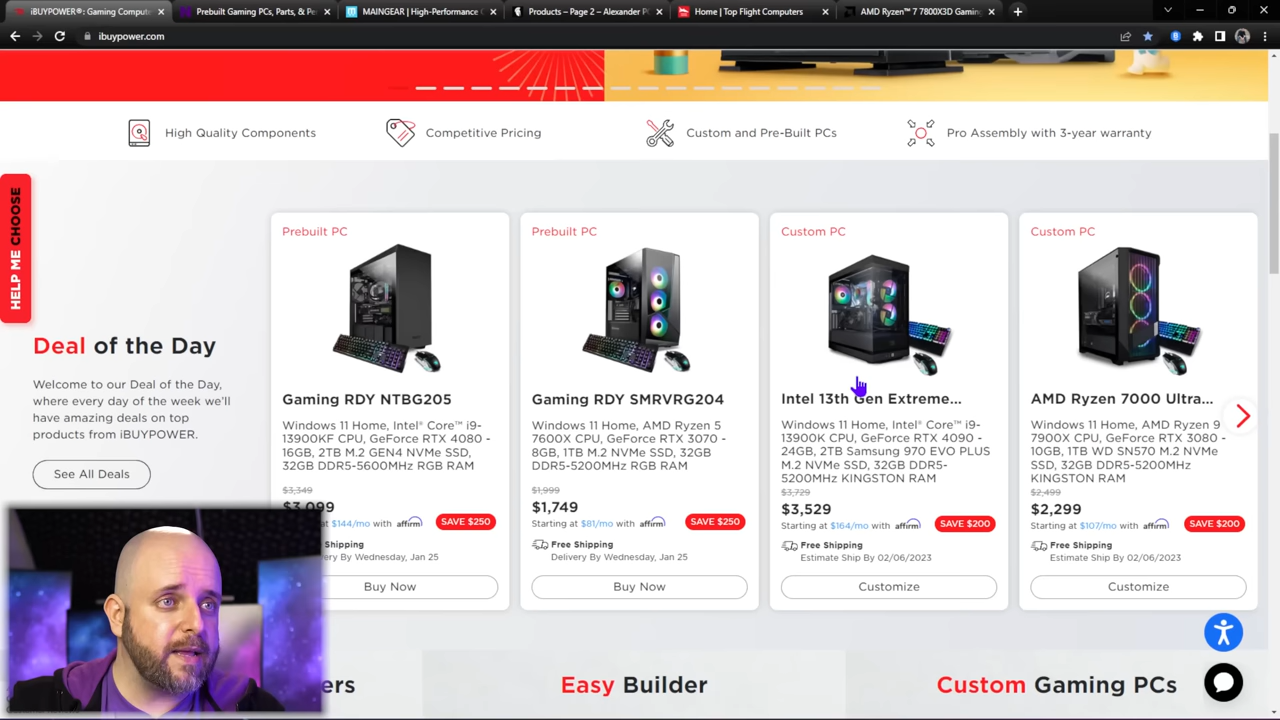 iBUYPOWER®: Gaming Compute
Prebuilt Gaming PCs, Parts, & Pe
MAINGEAR | High-Performance
Products – Page 2 – Alexander P
Home | Top Flight Computers
AMD Ryzen™ 7 7800X3D Gaming
ibuypower.com
High Quality Components
Competitive Pricing
Custom and Pre-Built PCs
Pro Assembly with 3-year warranty
HELP ME CHOOSE
Deal of the Day
Welcome to our Deal of the Day,
where every day of the week we'll
have amazing deals on top
products from iBUYPOWER.
See All Deals
Prebuilt PC
Gaming RDY NTBG205
Windows 11 Home, Intel® Core™ i9-
13900KF CPU, GeForce RTX 4080 -
16GB, 2TB M.2 GEN4 NVMe SSD,
32GB DDR5-5600MHz RGB RAM
$3,349
$3,099
at $144/mo with affirm
SAVE $250
Shipping
Delivery By Wednesday, Jan 25
Buy Now
Prebuilt PC
Gaming RDY SMRVRG204
Windows 11 Home, AMD Ryzen 5
7600X CPU, GeForce RTX 3070 -
8GB, 1TB M.2 NVMe SSD, 32GB
DDR5-5200MHz RGB RAM
$1,999
$1,749
Starting at $81/mo with affirm
SAVE $250
Free Shipping
Delivery By Wednesday, Jan 25
Buy Now
Custom PC
Intel 13th Gen Extreme...
Windows 11 Home, Intel® Core™ i9-
13900K CPU, GeForce RTX 4090 -
24GB, 2TB Samsung 970 EVO PLUS
M.2 NVMe SSD, 32GB DDR5-
5200MHz KINGSTON RAM
$3,729
$3,529
Starting at $164/mo with affirm
SAVE $200
Free Shipping
Estimate Ship By 02/06/2023
Customize
Custom PC
AMD Ryzen 7000 Ultra...
Windows 11 Home, AMD Ryzen 9
7900X CPU, GeForce RTX 3080 -
10GB, 1TB WD SN570 M.2 NVMe
SSD, 32GB DDR5-5200MHz
KINGSTON RAM
$2,499
$2,299
Starting at $107/mo with affirm
SAVE $200
Free Shipping
Estimate Ship By 02/06/2023
Customize
ers
Easy Builder
Custom Gaming PCs